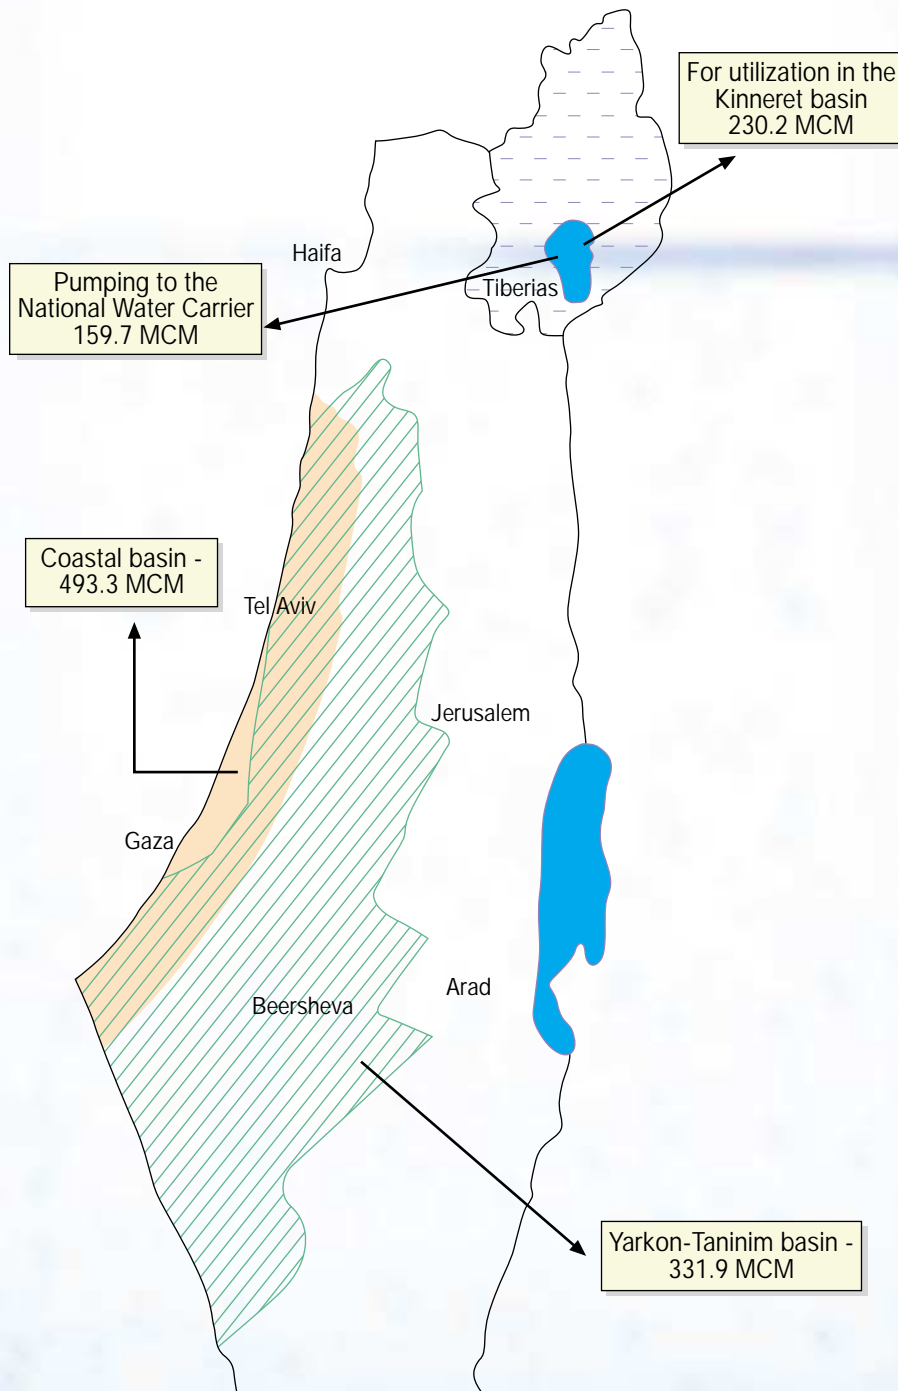 For utilization in the
Kinneret basin
230.2 MCM
Haifa
Pumping to the
National Water Carrier
159.7 MCM
Tiberias
Coastal basin -
493.3 MCM
Tel Aviv
Jerusalem
Gaza
Arad
Beersheva
Yarkon-Taninim basin -
331.9 MCM